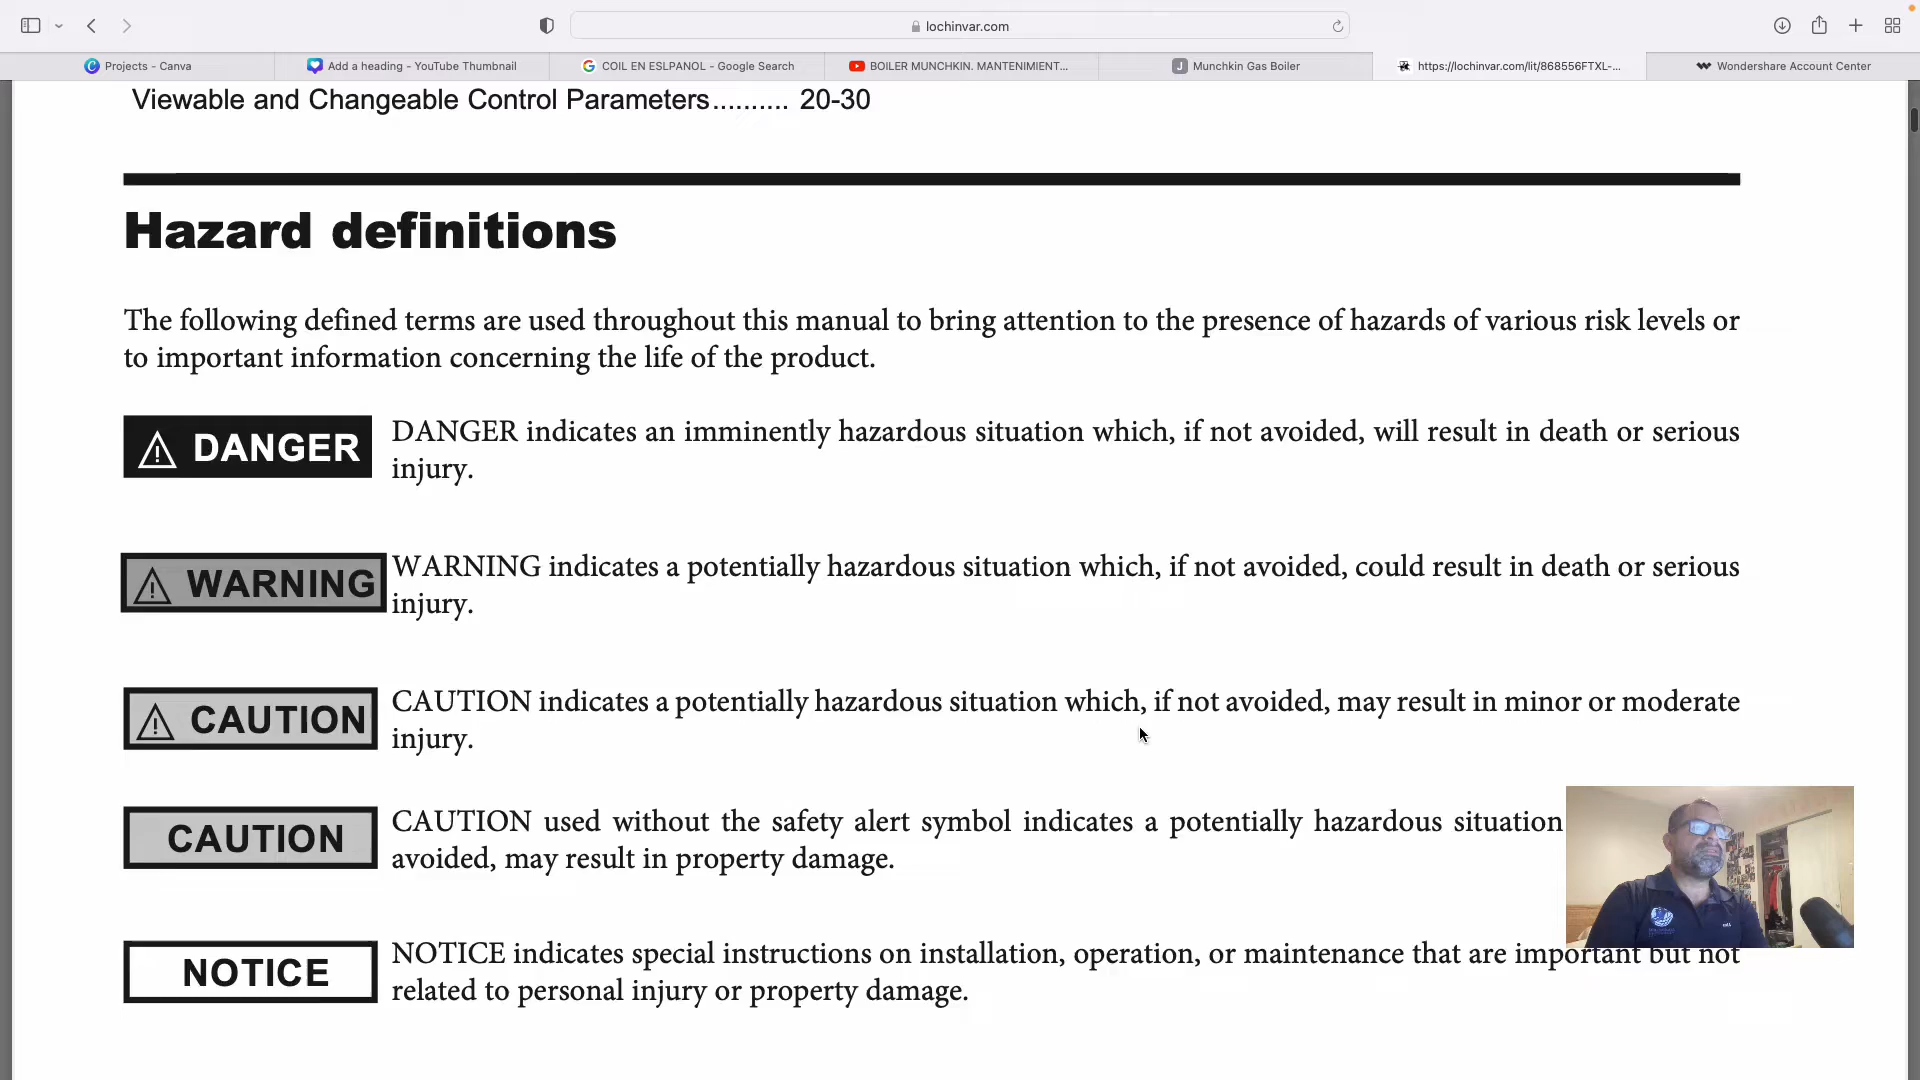 lochinvar.com
Projects - Canva
Add a heading - YouTube Thumbnail
COIL EN ESLPANOL - Google Search
BOILER MUNCHKIN. MANTENIMIENT...
Munchkin Gas Boiler
https://lochinvar.com/lit/868556FTXL-...
Wondershare Account Center
Viewable and Changeable Control Parameters.......... 20-30
Hazard definitions
The following defined terms are used throughout this manual to bring attention to the presence of hazards of various risk levels or
to important information concerning the life of the product.
DANGER
DANGER indicates an imminently hazardous situation which, if not avoided, will result in death or serious
injury.
WARNING
WARNING indicates a potentially hazardous situation which, if not avoided, could result in death or serious
injury.
CAUTION
CAUTION indicates a potentially hazardous situation which, if not avoided, may result in minor or moderate
injury.
CAUTION
CAUTION used without the safety alert symbol indicates a potentially hazardous situation
avoided, may result in property damage.
NOTICE
NOTICE indicates special instructions on installation, operation, or maintenance that are important but not
related to personal injury or property damage.